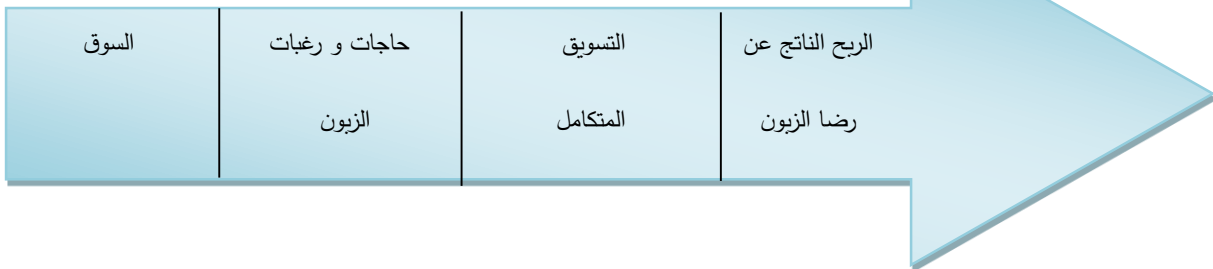 السوق
حاجات و رغبات
الزبون
التسويق
المتكامل
الربح الناتج عن
رضا الزبون